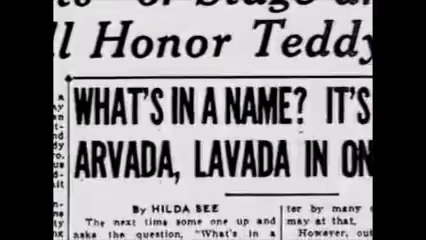 ll Honor Teddy
WHAT'S IN A NAME? IT'S
ARVADA, LAVADA IN ON
By HILDA BEE
The next time some one up and
asks the question, "What's in a
ter by many
may at that.
However, out